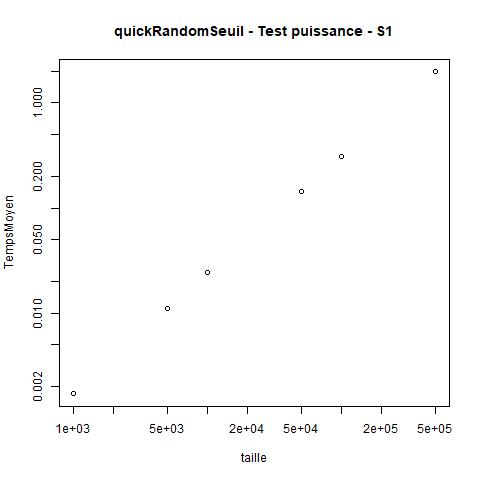 quickRandomSeuil - Test puissance - S1
TempsMoyen
1.000
0.200
0.050
0.010
0.002
1e+03 5e+03 2e+04 5e+04 2e+05 5e+05
taille